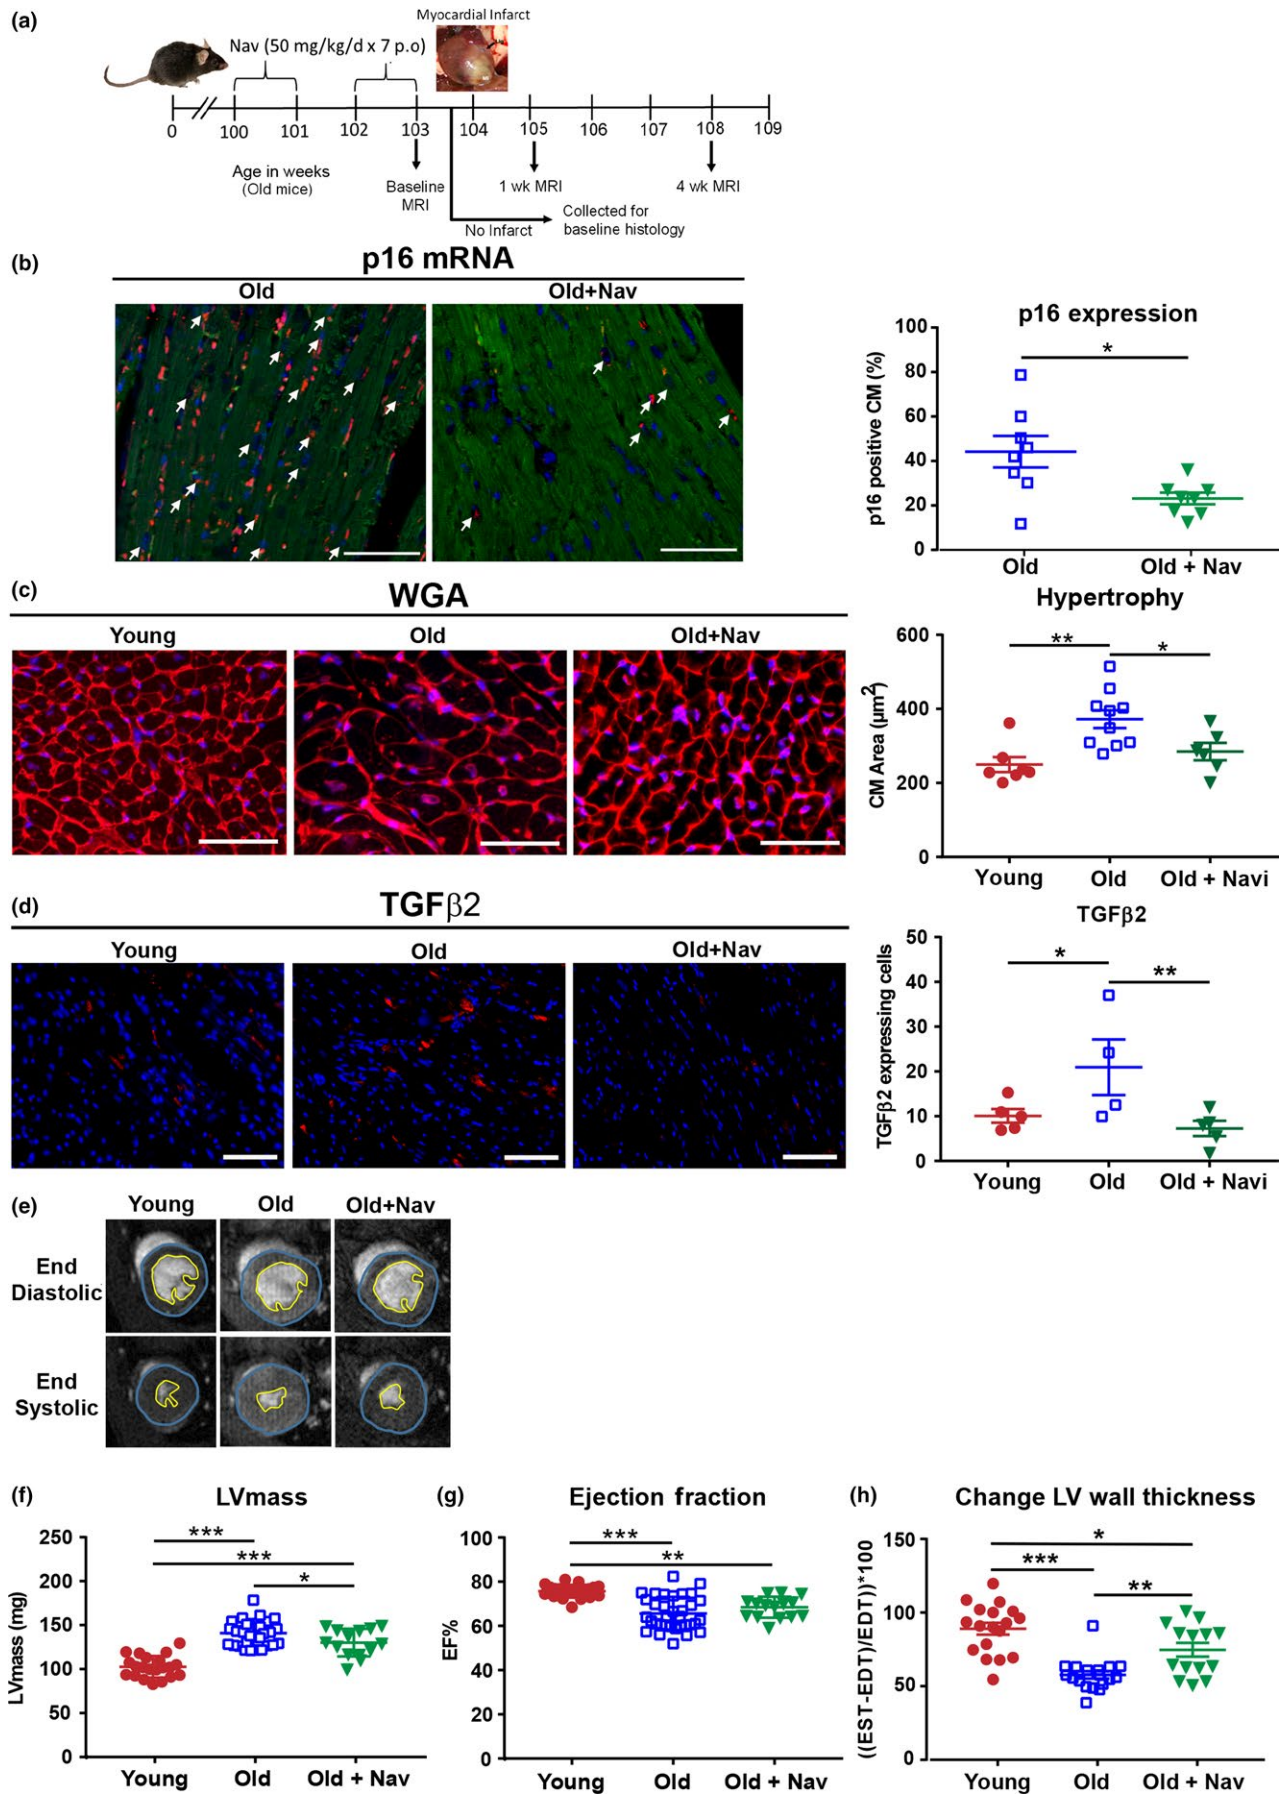 (a)
Myocardial Infarct
Nav (50 mg/kg/d x 7 p.o)
0 100 101 102 103 104 105 106 107 108 109
Age in weeks
(Old mice)
Baseline
MRI
1 wk MRI
4 wk MRI
No Infarct
Collected for
baseline histology
(b)
p16 mRNA
Old Old+Nav
p16 expression
*
p16 positive CM (%)
100
80
60
40
20
0
Old Old + Nav
(c)
WGA
Young Old Old+Nav
Hypertrophy
** *
CM Area (µm²)
600
400
200
0
Young Old Old + Navi
(d)
TGFβ2
Young Old Old+Nav
TGFβ2
* **
TGFβ2 expressing cells
50
40
30
20
10
0
Young Old Old + Navi
(e)
Young Old Old+Nav
End
Diastolic
End
Systolic
(f)
LVmass
***
***
*
LVmass (mg)
250
200
150
100
50
0
Young Old Old + Nav
(g)
Ejection fraction
***
**
EF%
100
80
60
40
20
0
Young Old Old + Nav
(h)
Change LV wall thickness
*
***
**
((EST-EDT)/EDT))*100
150
100
50
0
Young Old Old + Nav